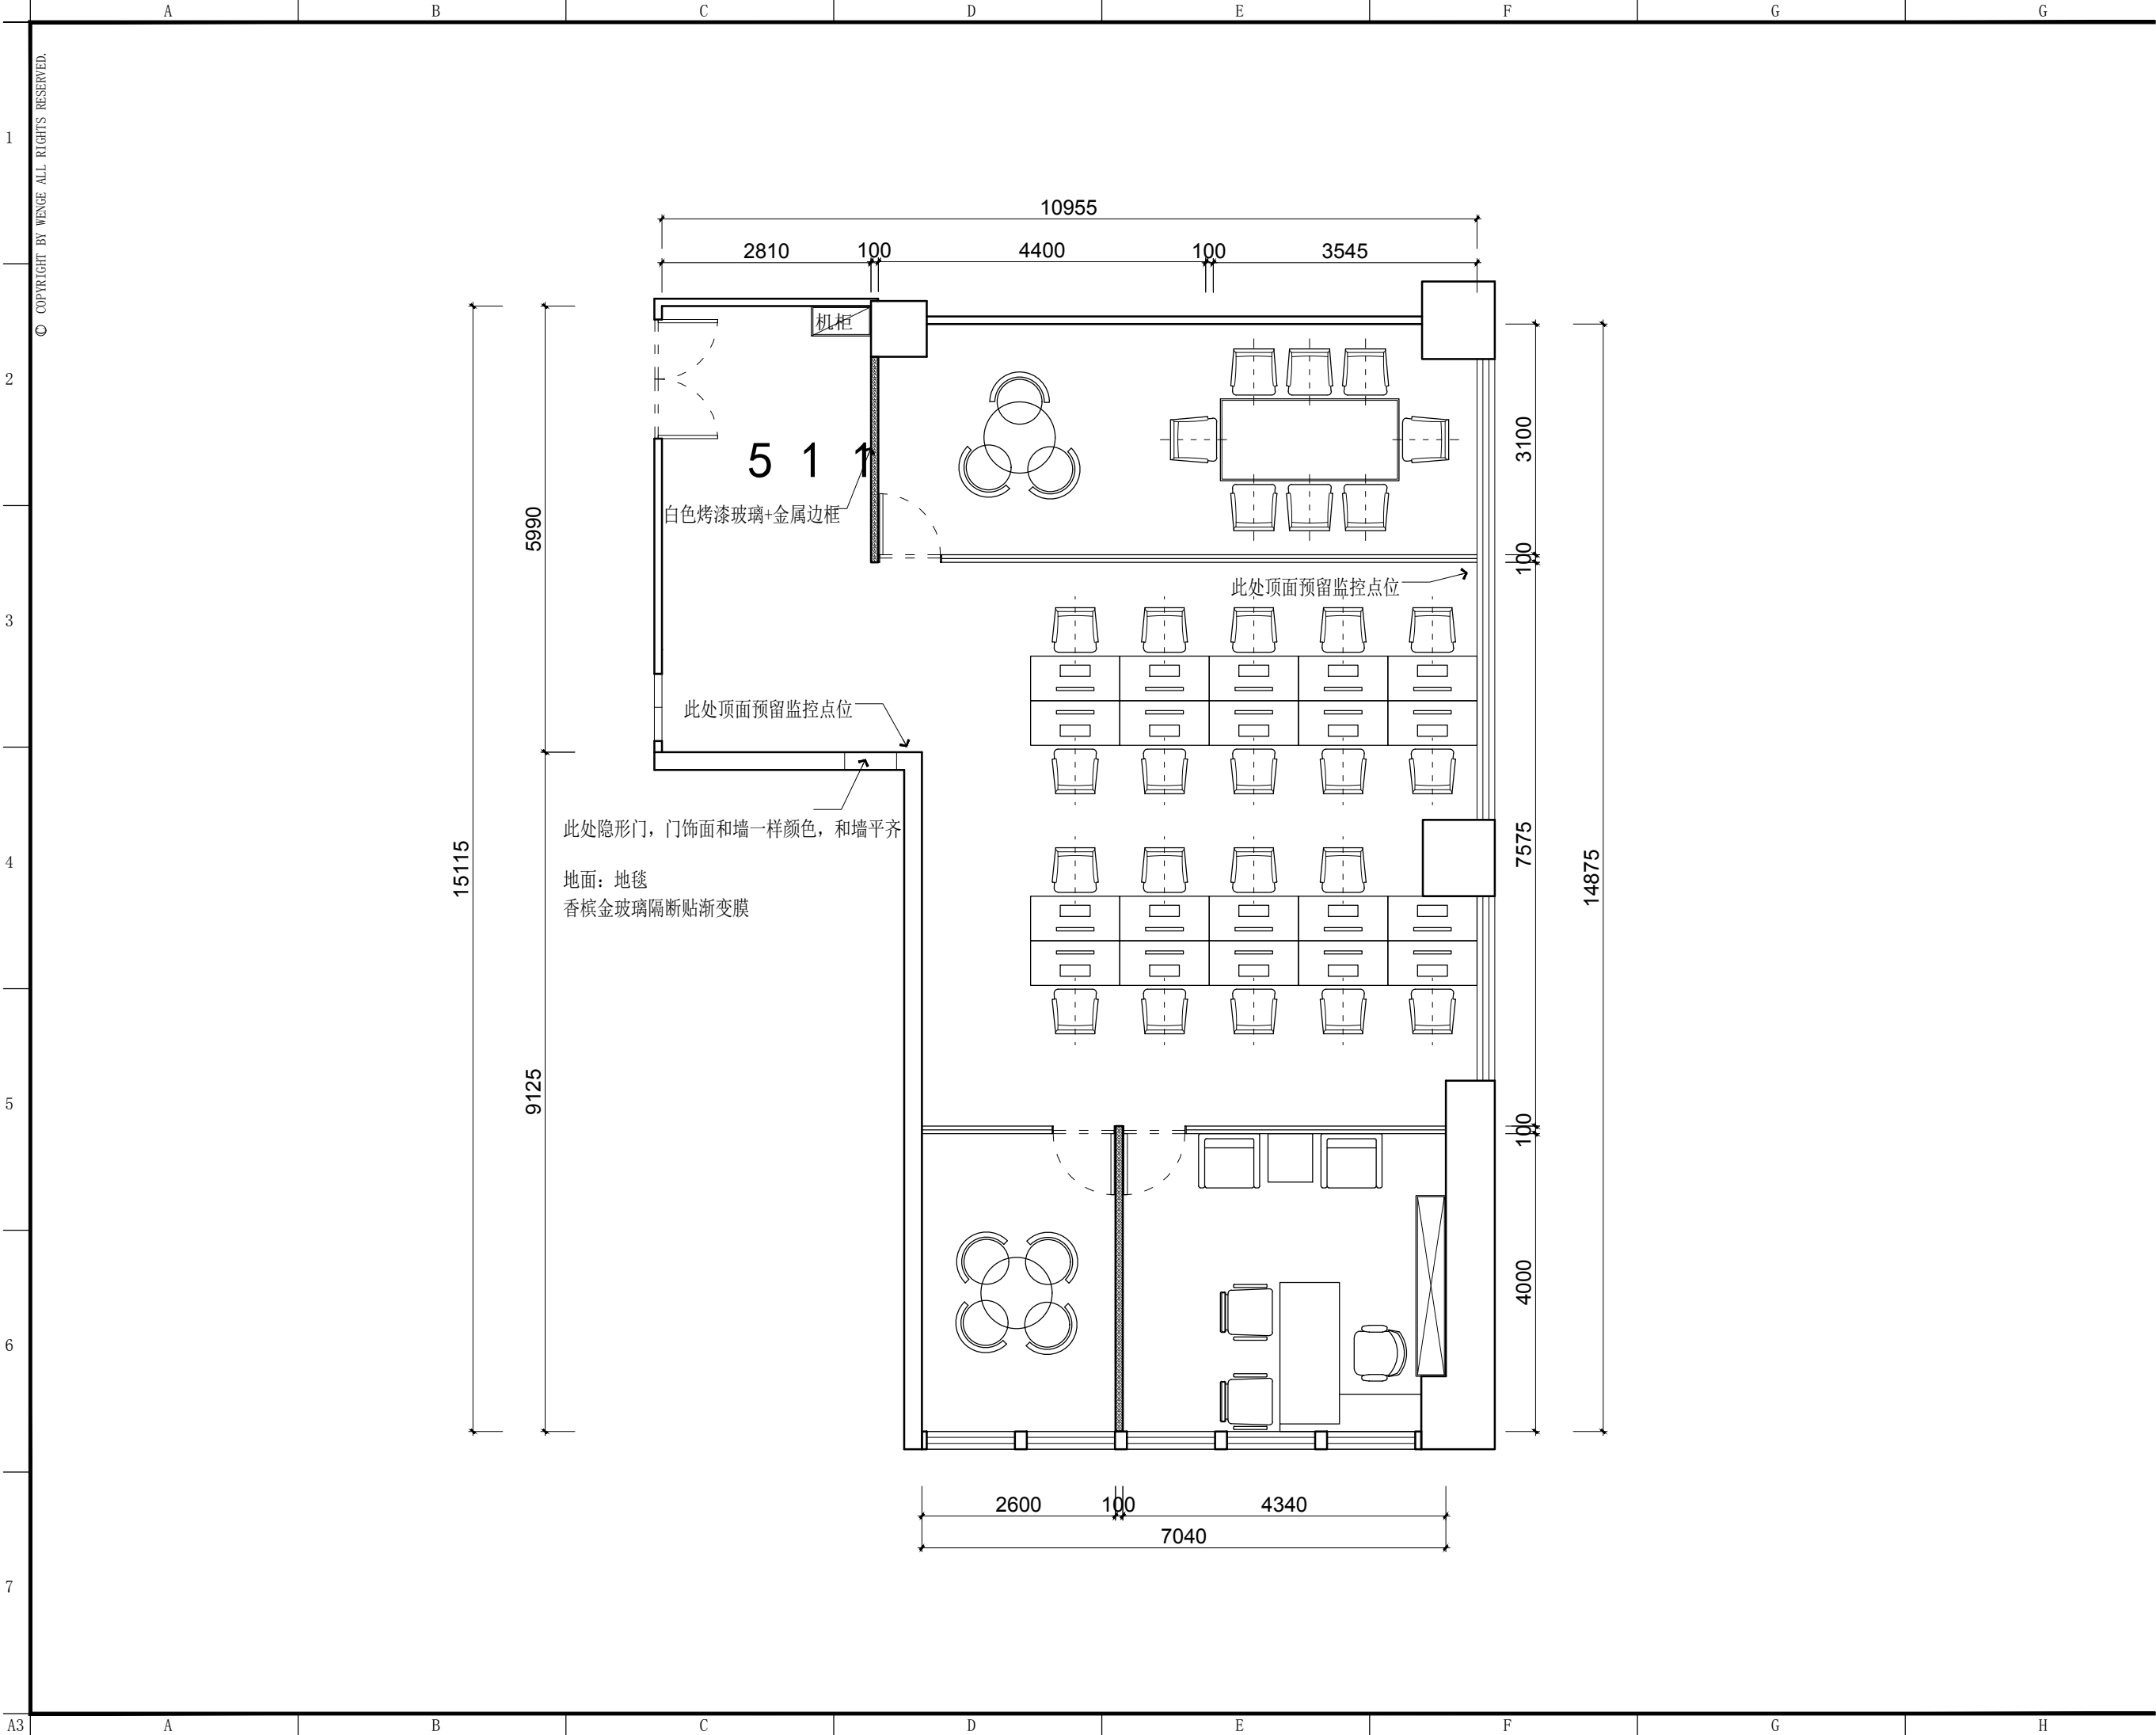 A B C D E F G G
© COPYRIGHT BY WENGE ALL RIGHTS RESERVED.
1
10955
2810 100 4400 100 3545
机柜
2
3100
5 1 1
白色烤漆玻璃+金属边框
5990
100
此处顶面预留监控点位
3
此处顶面预留监控点位
此处隐形门，门饰面和墙一样颜色，和墙平齐
15115
7575
14875
4
地面：地毯
香槟金玻璃隔断贴渐变膜
9125
5
100
4000
6
2600 100 4340
7040
7
A3 A B C D E F G H